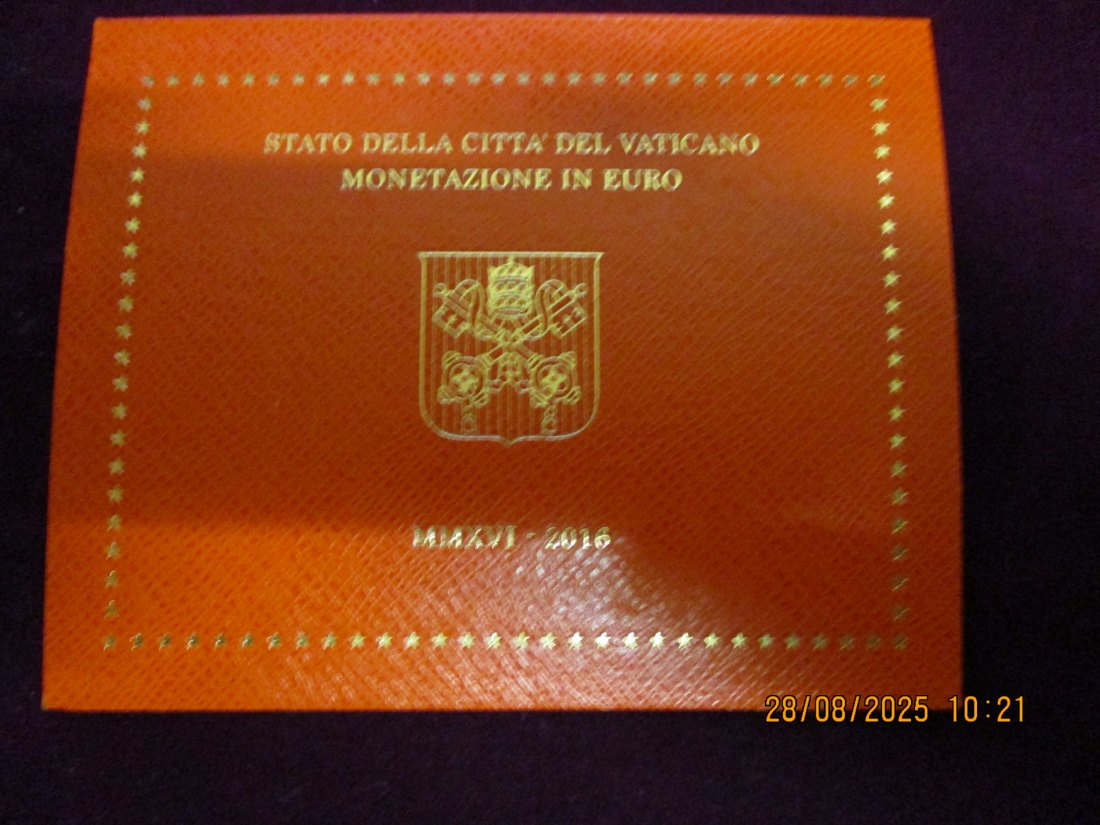 STATO DELLA CITTA' DEL VATICANO
MONETAZIONE IN EURO
MMXVI - 2016
28/08/2025 10:21